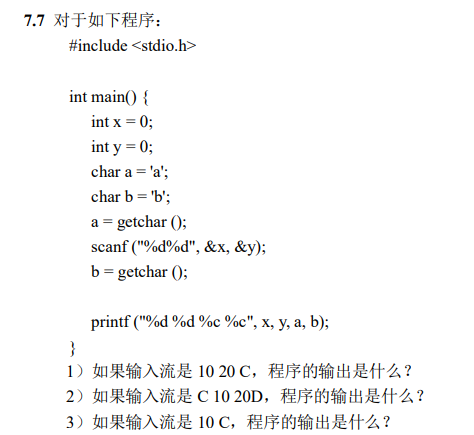 7.7 对于如下程序：
#include <stdio.h>
int main() {
int x = 0;
int y = 0;
char a = 'a';
char b = 'b';
a = getchar ();
scanf ("%d%d", &x, &y);
b = getchar ();
printf ("%d %d %c %c", x, y, a, b);
}
1）如果输入流是 10 20 C，程序的输出是什么？
2）如果输入流是 C 10 20D，程序的输出是什么？
3）如果输入流是 10 C，程序的输出是什么？